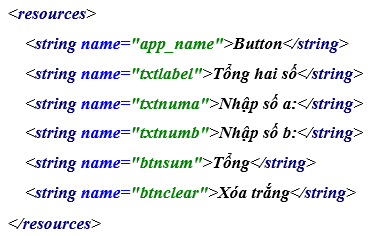 <resources>
<string name="app_name">Button</string>
<string name="txtlabel">Tổng hai số</string>
<string name="txtnuma">Nhập số a:</string>
<string name="txtnumb">Nhập số b:</string>
<string name="btnsum">Tổng</string>
<string name="btnclear">Xóa trắng</string>
</resources>